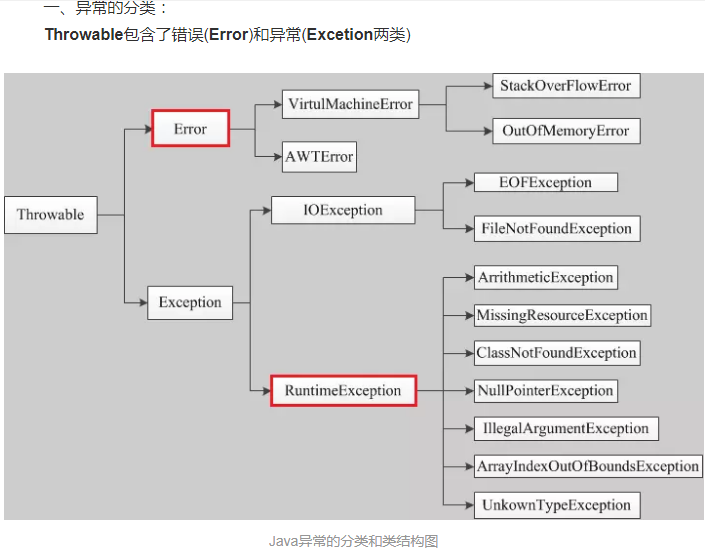 一、异常的分类：
Throwable包含了错误(Error)和异常(Excetion两类)
StackOverFlowError
VirtulMachineError
Error
OutOfMemoryError
AWTError
EOFException
IOException
Throwable
FileNotFoundException
ArrithmeticException
Exception
MissingResourceException
ClassNotFoundException
RuntimeException
NullPointerException
IllegalArgumentException
ArrayIndexOutOfBoundsException
UnkownTypeException
Java异常的分类和类结构图